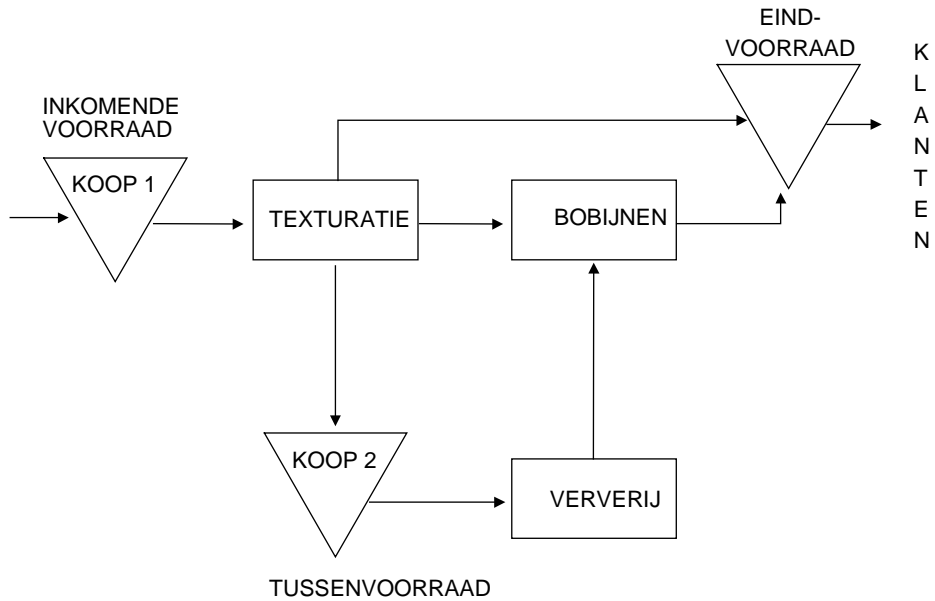 EIND-
VOORRAAD
K
L
A
N
T
E
N
INKOMENDE
VOORRAAD
KOOP 1
TEXTURATIE
BOBIJNEN
KOOP 2
VERVERIJ
TUSSENVOORRAAD